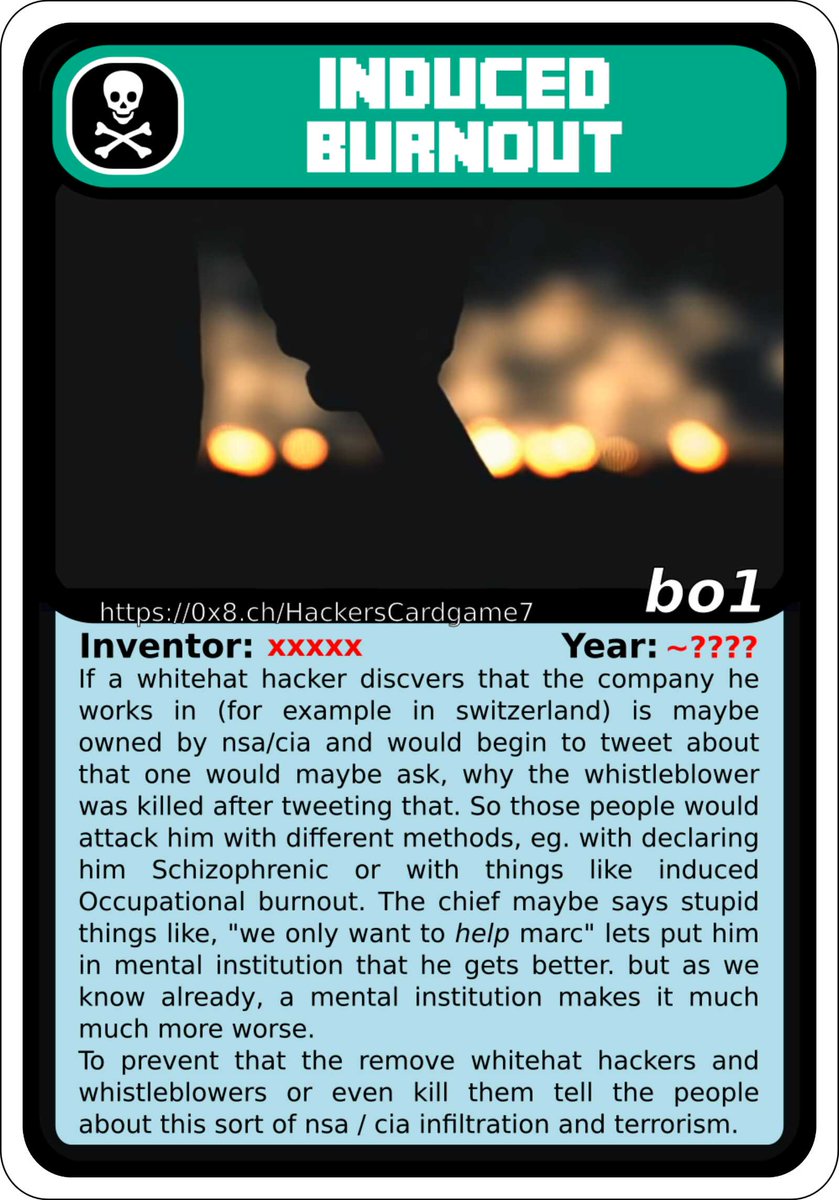 INDUCED
BURNOUT
bo1
https://0x8.ch/HackersCardgame7
Inventor: xxxxx Year: ~????
If a whitehat hacker discvers that the company he
works in (for example in switzerland) is maybe
owned by nsa/cia and would begin to tweet about
that one would maybe ask, why the whistleblower
was killed after tweeting that. So those people would
attack him with different methods, eg. with declaring
him Schizophrenic or with things like induced
Occupational burnout. The chief maybe says stupid
things like, "we only want to help marc" lets put him
in mental institution that he gets better. but as we
know already, a mental institution makes it much
much more worse.
To prevent that the remove whitehat hackers and
whistleblowers or even kill them tell the people
about this sort of nsa / cia infiltration and terrorism.